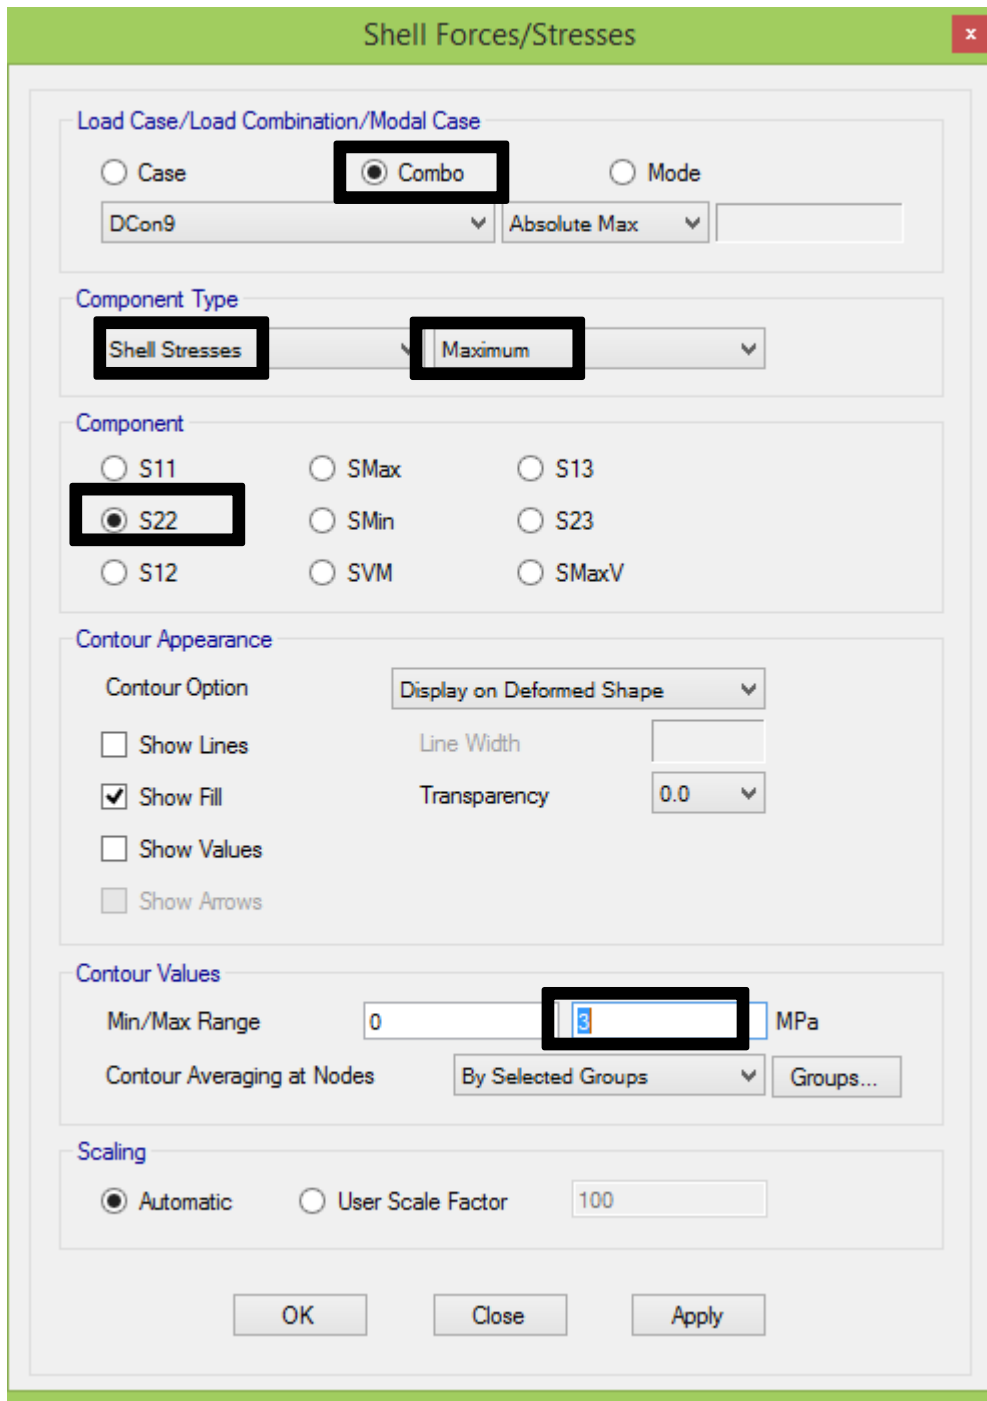 Shell Forces/Stresses
x
Load Case/Load Combination/Modal Case
Case Combo Mode
DCon9 Absolute Max
Component Type
Shell Stresses Maximum
Component
S11 SMax S13
S22 SMin S23
S12 SVM SMaxV
Contour Appearance
Contour Option Display on Deformed Shape
Show Lines Line Width
Show Fill Transparency 0.0
Show Values
Show Arrows
Contour Values
Min/Max Range 0 3 MPa
Contour Averaging at Nodes By Selected Groups Groups...
Scaling
Automatic User Scale Factor 100
OK Close Apply